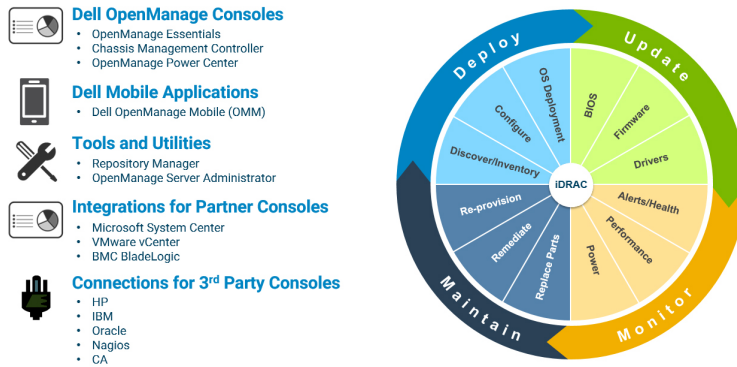 Dell OpenManage Consoles
• OpenManage Essentials
• Chassis Management Controller
• OpenManage Power Center
Dell Mobile Applications
• Dell OpenManage Mobile (OMM)
Tools and Utilities
• Repository Manager
• OpenManage Server Administrator
Integrations for Partner Consoles
• Microsoft System Center
• VMware vCenter
• BMC BladeLogic
Connections for 3rd Party Consoles
• HP
• IBM
• Oracle
• Nagios
• CA
Deploy
Discover/Inventory
Configure
OS Deployment
Update
BIOS
Firmware
Drivers
Monitor
Alerts/Health
Performance
Power
Maintain
Replace Parts
Remediate
Re-provision
iDRAC